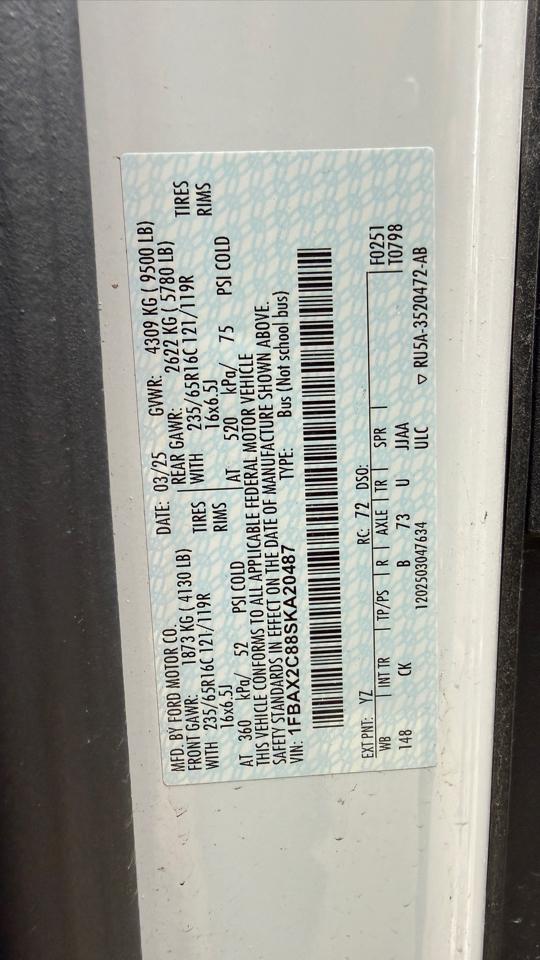 MFD. BY FORD MOTOR CO.
DATE: 03/25 GVWR: 4309 KG ( 9500 LB)
FRONT GAWR: 1873 KG ( 4130 LB) REAR GAWR: 2622 KG ( 5780 LB)
WITH 235/65R16C 121/119R TIRES WITH 235/65R16C 121/119R TIRES
16x6.5J RIMS 16x6.5J RIMS
AT 360 kPa/ 52 PSI COLD AT 520 kPa/ 75 PSI COLD
THIS VEHICLE CONFORMS TO ALL APPLICABLE FEDERAL MOTOR VEHICLE
SAFETY STANDARDS IN EFFECT ON THE DATE OF MANUFACTURE SHOWN ABOVE.
VIN: 1FBAX2C88SKA20487 TYPE: Bus (Not school bus)
EXT PNT: YZ RC: 72 DSO: F0251
WB INT TR TP/PS R AXLE TR SPR T0798
148 CK B 73 U JJAA
1202503047634 ULC ▽ RU5A-3520472-AB